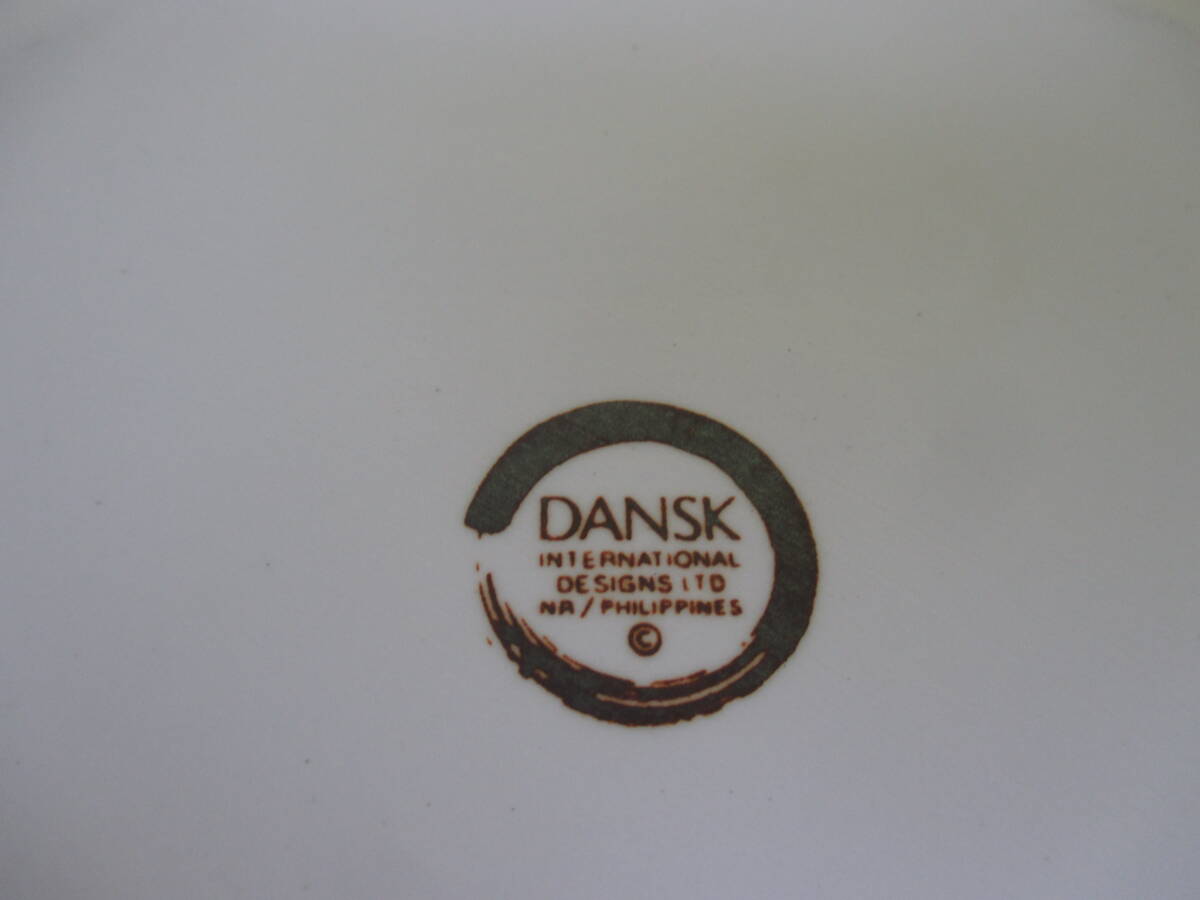 DANSK
INTERNATIONAL
DESIGNS LTD
NR / PHILIPPINES
©